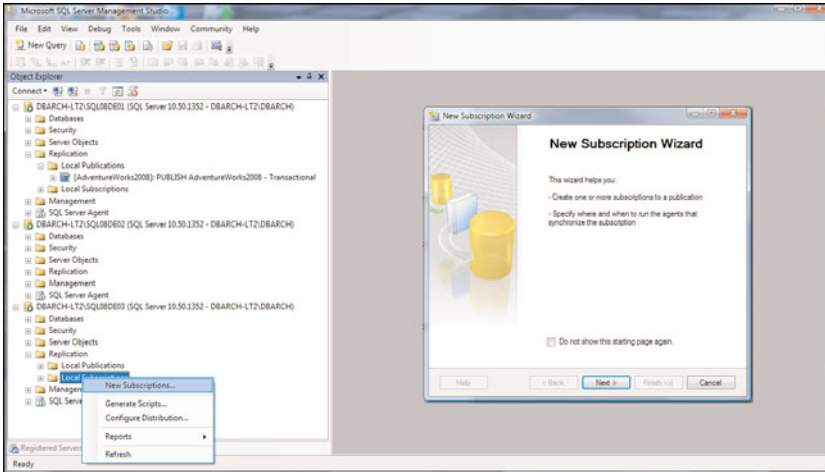 Microsoft SQL Server Management Studio
File Edit View Debug Tools Window Community Help
New Query
Object Explorer
Connect
DBARCH-LT2\SQL08DE01 (SQL Server 10.50.1352 - DBARCH-LT2\DBARCH)
Databases
Security
Server Objects
Replication
Local Publications
[AdventureWorks2008]: PUBLISH AdventureWorks2008 - Transactional
Local Subscriptions
Management
SQL Server Agent
DBARCH-LT2\SQL08DE02 (SQL Server 10.50.1352 - DBARCH-LT2\DBARCH)
Databases
Security
Server Objects
Replication
Management
SQL Server Agent
DBARCH-LT2\SQL08DE03 (SQL Server 10.50.1352 - DBARCH-LT2\DBARCH)
Databases
Security
Server Objects
Replication
Local Publications
Local Subscriptions
Managem
SQL Serve
New Subscriptions...
Generate Scripts...
Configure Distribution...
Reports
Refresh
Registered Servers
Ready
New Subscription Wizard
New Subscription Wizard
This wizard helps you:
- Create one or more subscriptions to a publication
- Specify where and when to run the agents that
synchronize the subscription
Do not show this starting page again.
Help < Back Next > Finish >>| Cancel